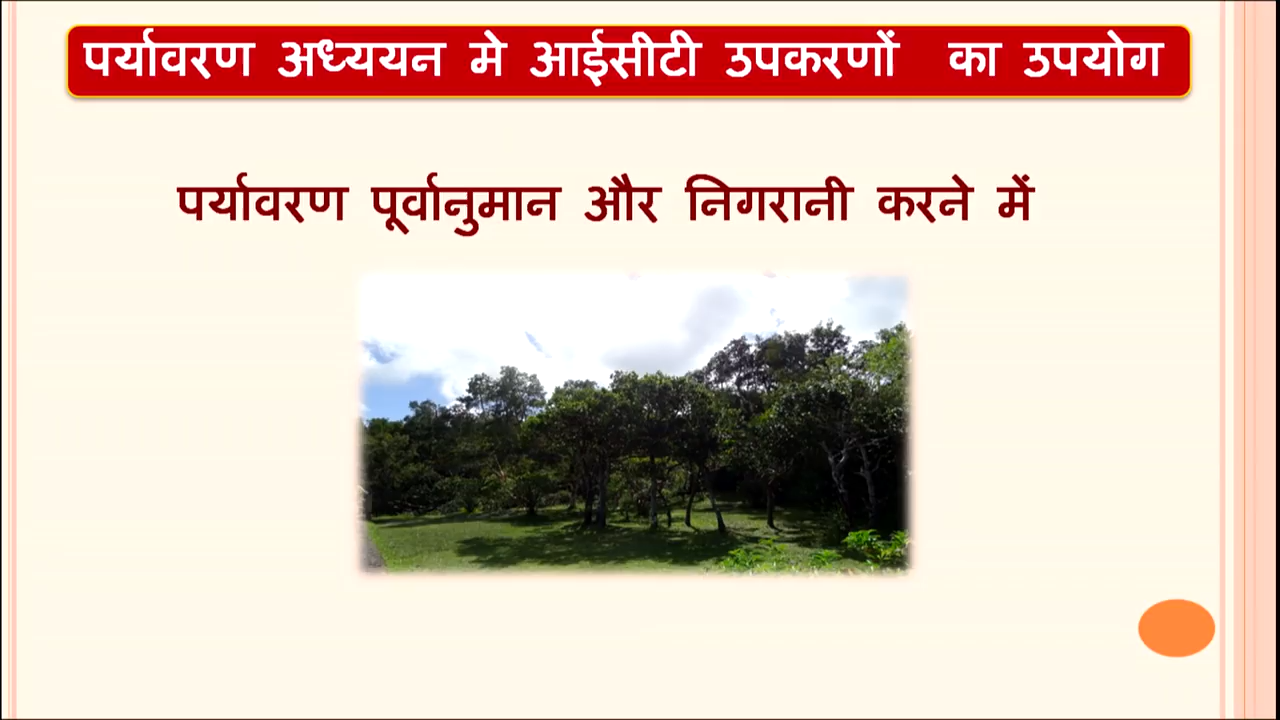 पर्यावरण अध्ययन मे आईसीटी उपकरणों का उपयोग
पर्यावरण पूर्वानुमान और निगरानी करने में